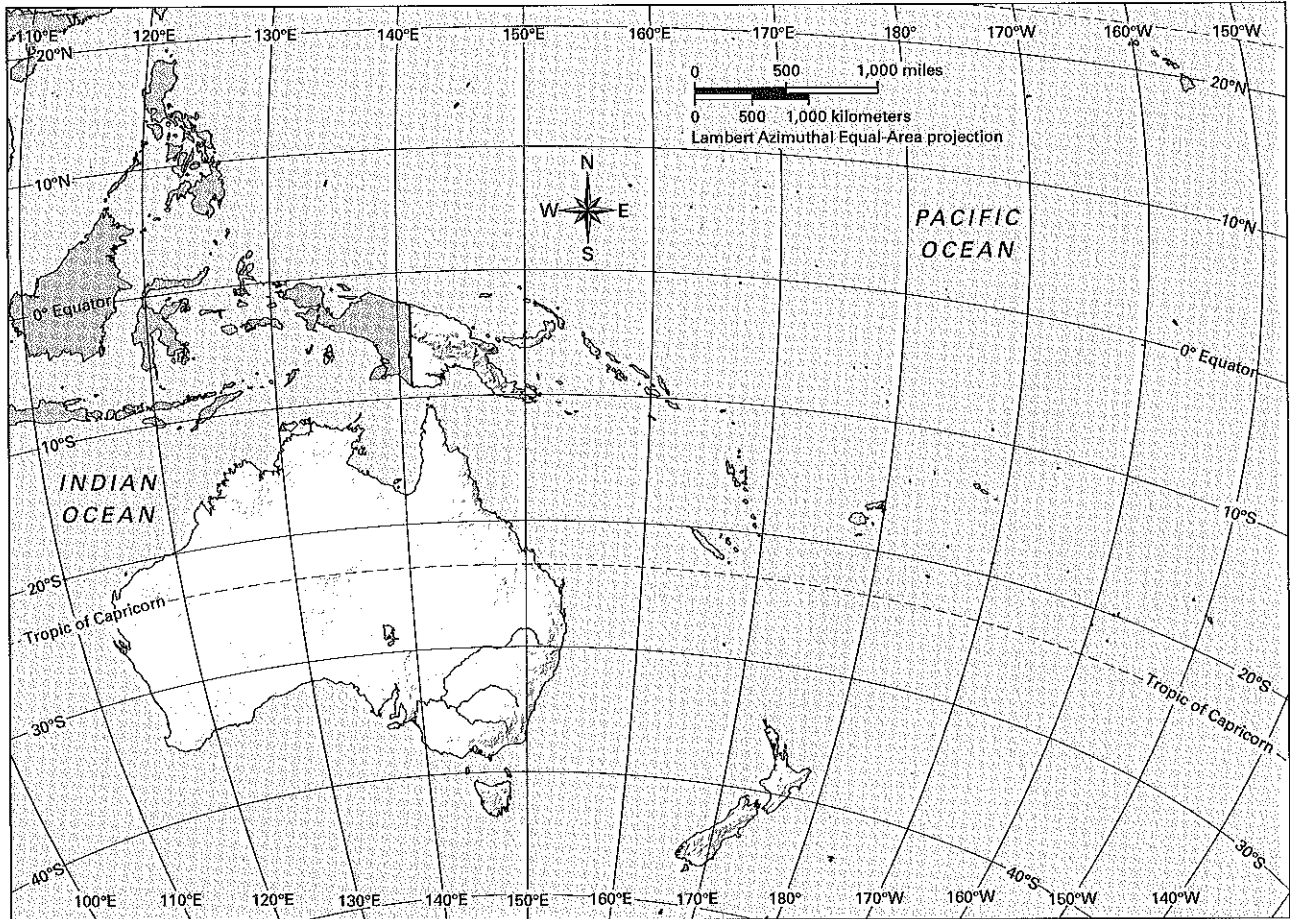 110°E 120°E 130°E 140°E 150°E 160°E 170°E 180° 170°W 160°W 150°W
20°N
20°N
0 500 1,000 miles
0 500 1,000 kilometers
Lambert Azimuthal Equal-Area projection
N
W E
S
10°N
10°N
PACIFIC
OCEAN
0° Equator
0° Equator
10°S
10°S
INDIAN
OCEAN
20°S
20°S
Tropic of Capricorn
Tropic of Capricorn
30°S
30°S
40°S
40°S
100°E 110°E 120°E 130°E 140°E 150°E 160°E 170°E 180° 170°W 160°W 150°W 140°W